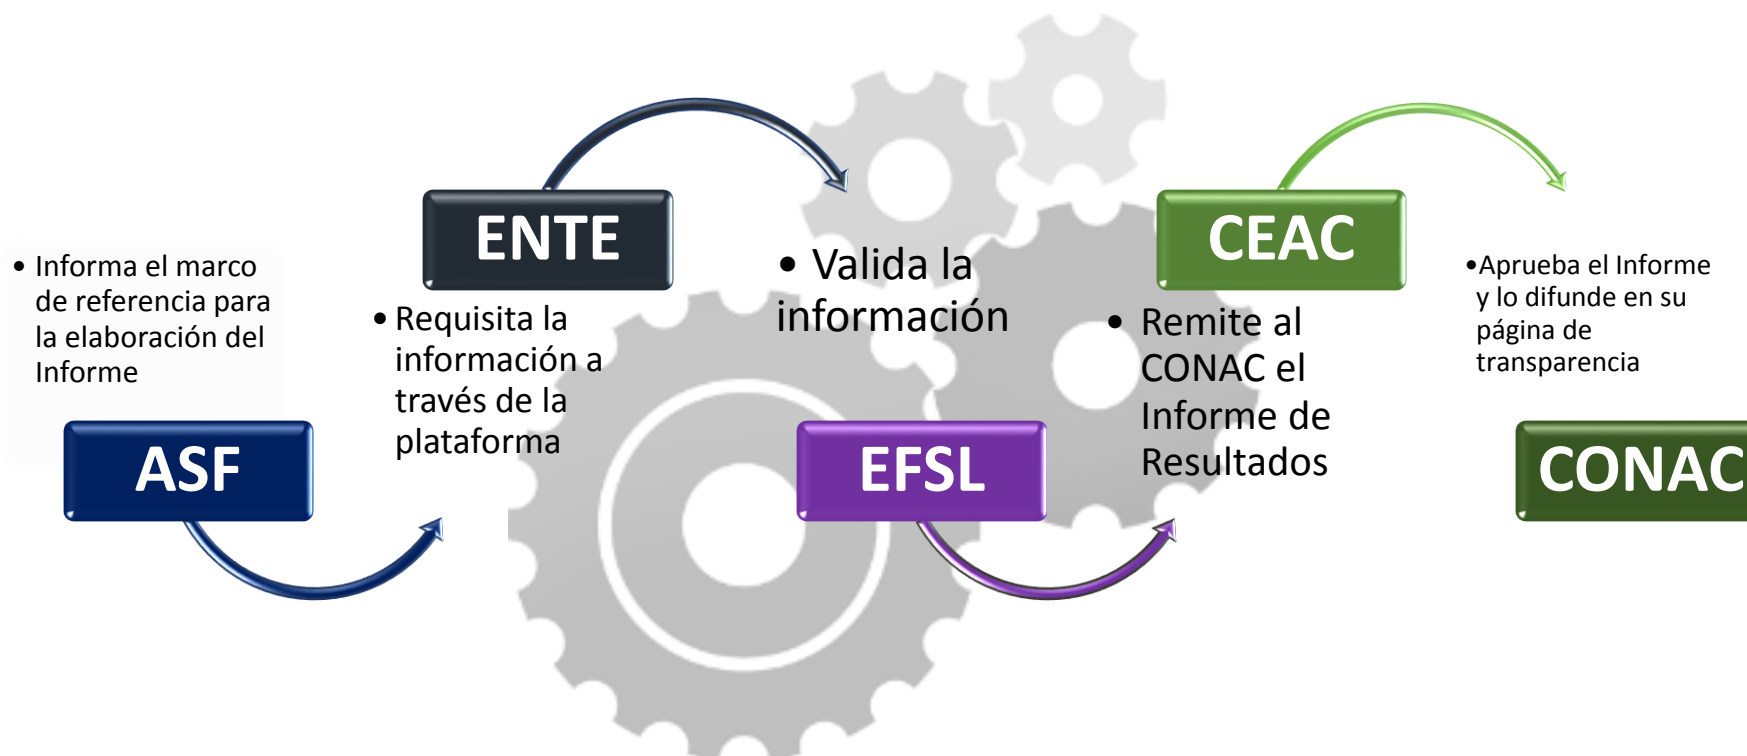 • Informa el marco
de referencia para
la elaboración del
Informe
ASF
ENTE
• Requisita la
información a
través de la
plataforma
• Valida la
información
EFSL
CEAC
• Remite al
CONAC el
Informe de
Resultados
•Aprueba el Informe
y lo difunde en su
página de
transparencia
CONAC